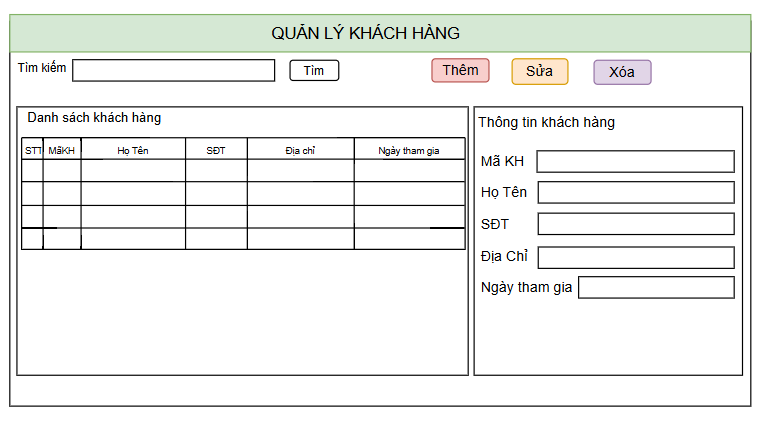 QUẢN LÝ KHÁCH HÀNG
Tìm kiếm Tìm Thêm Sửa Xóa
Danh sách khách hàng
STT MãKH Họ Tên SĐT Địa chỉ Ngày tham gia
Thông tin khách hàng
Mã KH
Họ Tên
SĐT
Địa Chỉ
Ngày tham gia